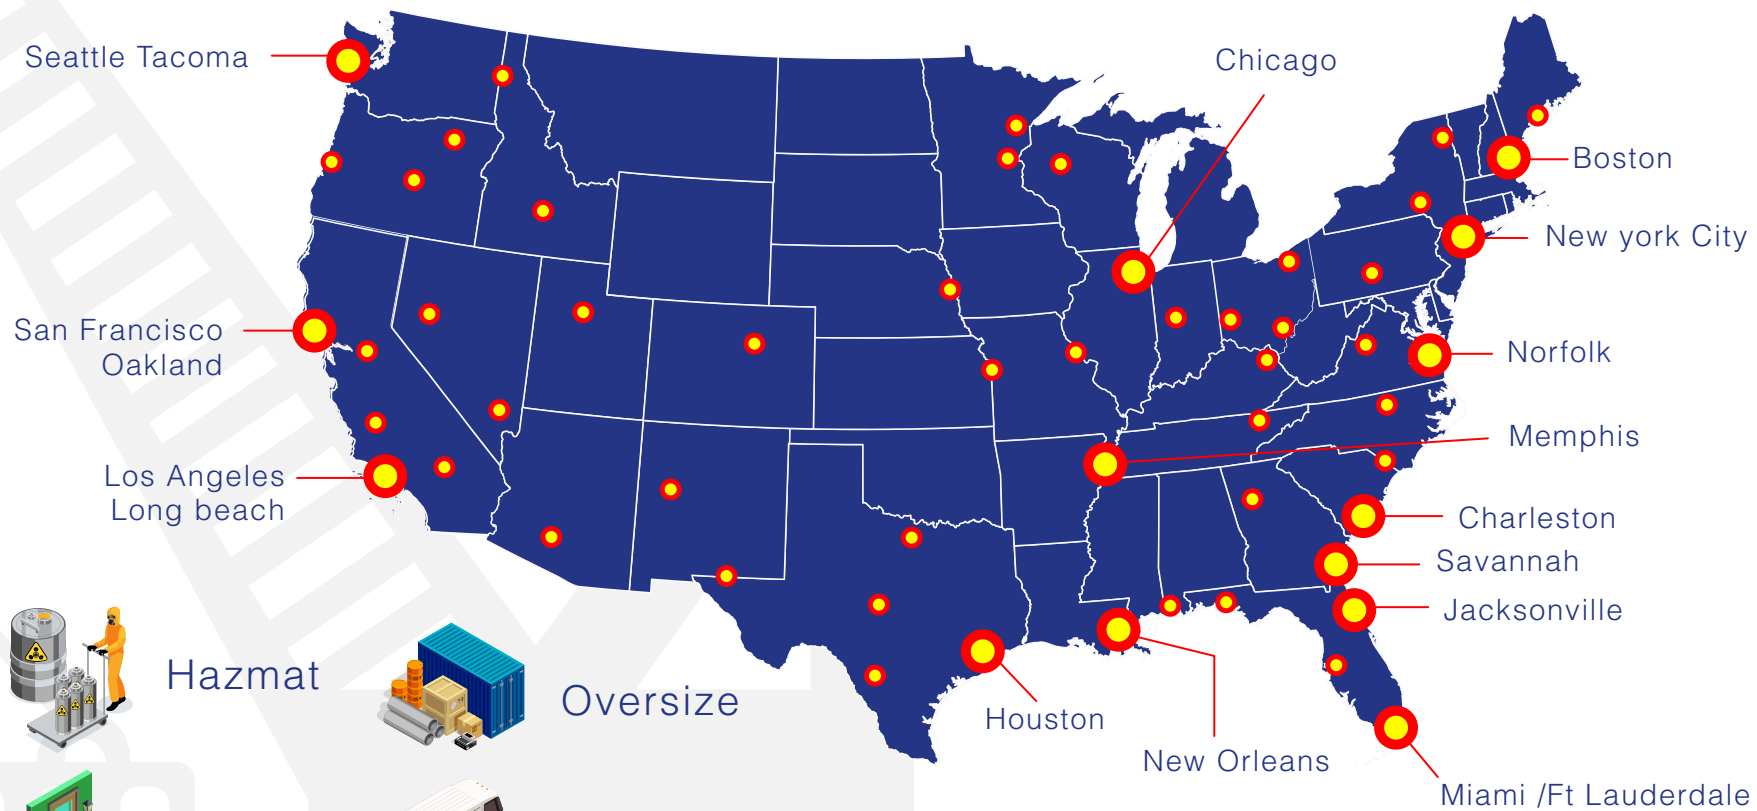 Seattle Tacoma
Chicago
Boston
New york City
San Francisco
Oakland
Norfolk
Memphis
Los Angeles
Long beach
Charleston
Savannah
Jacksonville
Hazmat
Oversize
Houston
New Orleans
Miami /Ft Lauderdale